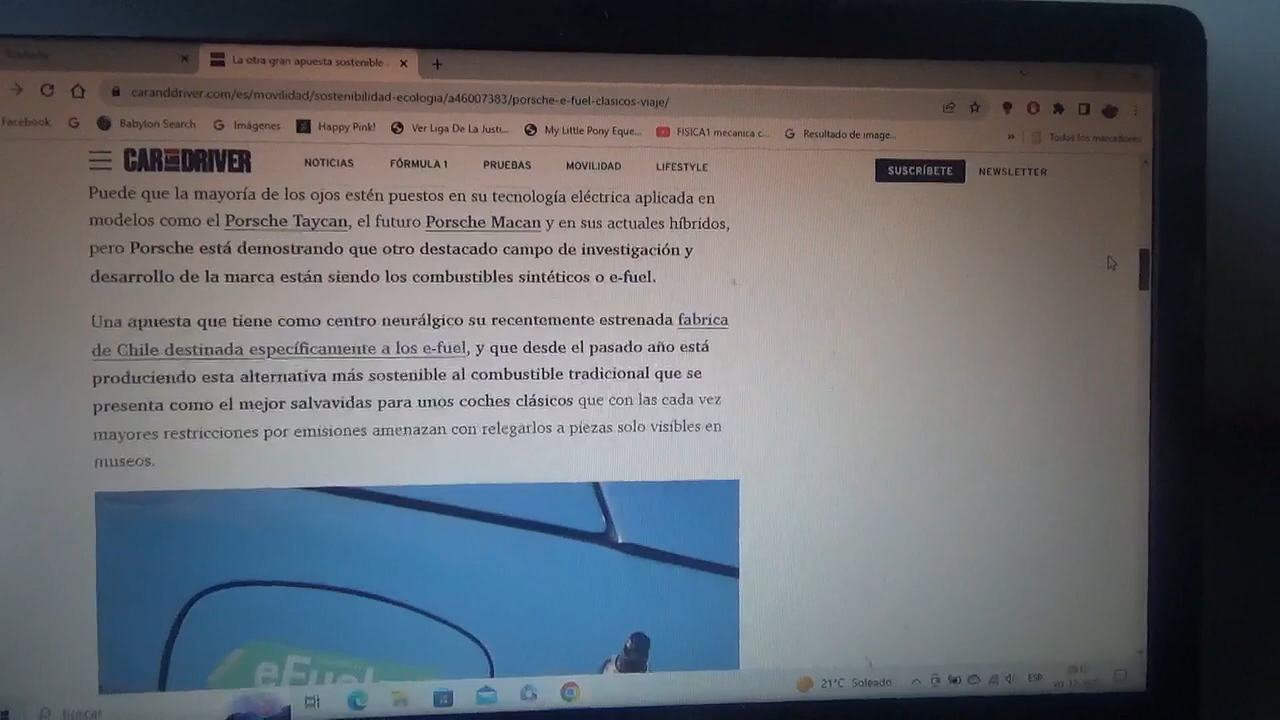 La otra gran apuesta sostenible
caranddriver.com/es/movilidad/sostenibilidad-ecologia/a46007383/porsche-e-fuel-clasicos-viaje/
Facebook
Babylon Search
Imágenes
Happy Pink!
Ver Liga De La Justi...
My Little Pony Eque...
FISICA1 mecanica c...
Resultado de image...
»
Todos los marcadores
CAR AND DRIVER
NOTICIAS
FÓRMULA 1
PRUEBAS
MOVILIDAD
LIFESTYLE
SUSCRÍBETE
NEWSLETTER
Puede que la mayoría de los ojos estén puestos en su tecnología eléctrica aplicada en
modelos como el Porsche Taycan, el futuro Porsche Macan y en sus actuales híbridos,
pero Porsche está demostrando que otro destacado campo de investigación y
desarrollo de la marca están siendo los combustibles sintéticos o e-fuel.
Una apuesta que tiene como centro neurálgico su recentemente estrenada fabrica
de Chile destinada específicamente a los e-fuel, y que desde el pasado año está
produciendo esta alternativa más sostenible al combustible tradicional que se
presenta como el mejor salvavidas para unos coches clásicos que con las cada vez
mayores restricciones por emisiones amenazan con relegarlos a piezas solo visibles en
museos.
eFuel
21°C Soleado
ESP
Buscar